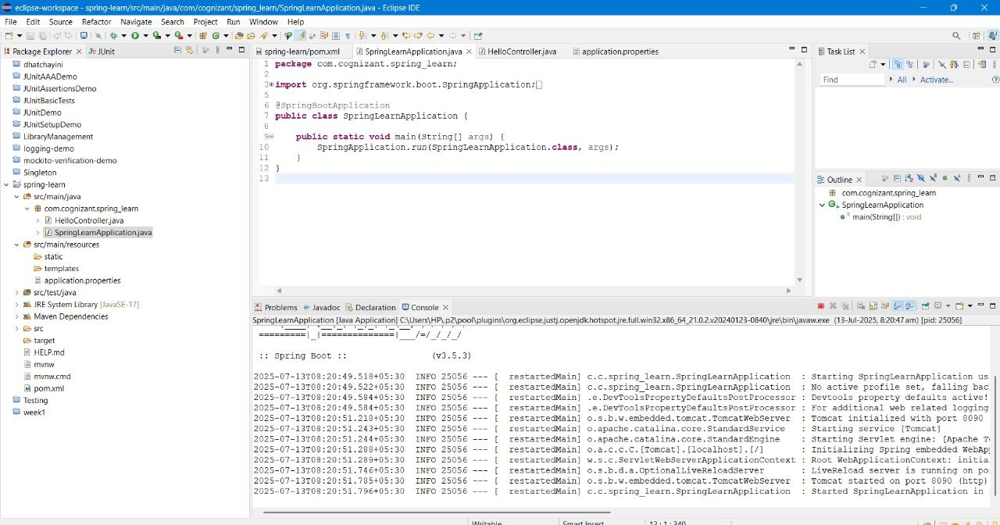 eclipse-workspace - spring-learn/src/main/java/com/cognizant/spring_learn/SpringLearnApplication.java - Eclipse IDE
File Edit Source Refactor Navigate Search Project Run Window Help
Package Explorer JUnit
dhatchayini
JUnitAAADemo
JUnitAssertionsDemo
JUnitBasicTests
JUnitDemo
JUnitSetupDemo
LibraryManagement
logging-demo
mockito-verification-demo
Singleton
spring-learn
src/main/java
com.cognizant.spring_learn
HelloController.java
SpringLearnApplication.java
src/main/resources
static
templates
application.properties
src/test/java
JRE System Library [JavaSE-17]
Maven Dependencies
src
target
HELP.md
mvnw
mvnw.cmd
pom.xml
Testing
week1
spring-learn/pom.xml SpringLearnApplication.java HelloController.java application.properties
1 package com.cognizant.spring_learn;
2
3 import org.springframework.boot.SpringApplication;
5
6 @SpringBootApplication
7 public class SpringLearnApplication {
8
9 public static void main(String[] args) {
10 SpringApplication.run(SpringLearnApplication.class, args);
11 }
12 }
13
Task List
Find All Activate...
Outline
com.cognizant.spring_learn
SpringLearnApplication
main(String[]) : void
Problems Javadoc Declaration Console
SpringLearnApplication [Java Application] C:\Users\HP\.p2\pool\plugins\org.eclipse.justj.openjdk.hotspot.jre.full.win32.x86_64_21.0.2.v20240123-0840\jre\bin\javaw.exe (13-Jul-2025, 8:20:47 am) [pid: 25056]
=========|_|==============|___/=/_/_/_/
:: Spring Boot :: (v3.5.3)
2025-07-13T08:20:49.518+05:30 INFO 25056 --- [ restartedMain] c.c.spring_learn.SpringLearnApplication : Starting SpringLearnApplication us
2025-07-13T08:20:49.522+05:30 INFO 25056 --- [ restartedMain] c.c.spring_learn.SpringLearnApplication : No active profile set, falling bac
2025-07-13T08:20:49.584+05:30 INFO 25056 --- [ restartedMain] .e.DevToolsPropertyDefaultsPostProcessor : Devtools property defaults active!
2025-07-13T08:20:49.584+05:30 INFO 25056 --- [ restartedMain] .e.DevToolsPropertyDefaultsPostProcessor : For additional web related logging
2025-07-13T08:20:51.218+05:30 INFO 25056 --- [ restartedMain] o.s.b.w.embedded.tomcat.TomcatWebServer : Tomcat initialized with port 8090
2025-07-13T08:20:51.243+05:30 INFO 25056 --- [ restartedMain] o.apache.catalina.core.StandardService : Starting service [Tomcat]
2025-07-13T08:20:51.244+05:30 INFO 25056 --- [ restartedMain] o.apache.catalina.core.StandardEngine : Starting Servlet engine: [Apache To
2025-07-13T08:20:51.288+05:30 INFO 25056 --- [ restartedMain] o.a.c.c.C.[Tomcat].[localhost].[/] : Initializing Spring embedded WebAp
2025-07-13T08:20:51.289+05:30 INFO 25056 --- [ restartedMain] w.s.c.ServletWebServerApplicationContext : Root WebApplicationContext: initia
2025-07-13T08:20:51.746+05:30 INFO 25056 --- [ restartedMain] o.s.b.d.a.OptionalLiveReloadServer : LiveReload server is running on po
2025-07-13T08:20:51.785+05:30 INFO 25056 --- [ restartedMain] o.s.b.w.embedded.tomcat.TomcatWebServer : Tomcat started on port 8090 (http)
2025-07-13T08:20:51.796+05:30 INFO 25056 --- [ restartedMain] c.c.spring_learn.SpringLearnApplication : Started SpringLearnApplication in
Writable Smart Insert 13 : 1 : 340